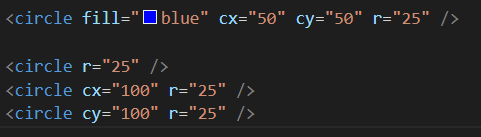 <circle fill="blue" cx="50" cy="50" r="25" />
<circle r="25" />
<circle cx="100" r="25" />
<circle cy="100" r="25" />